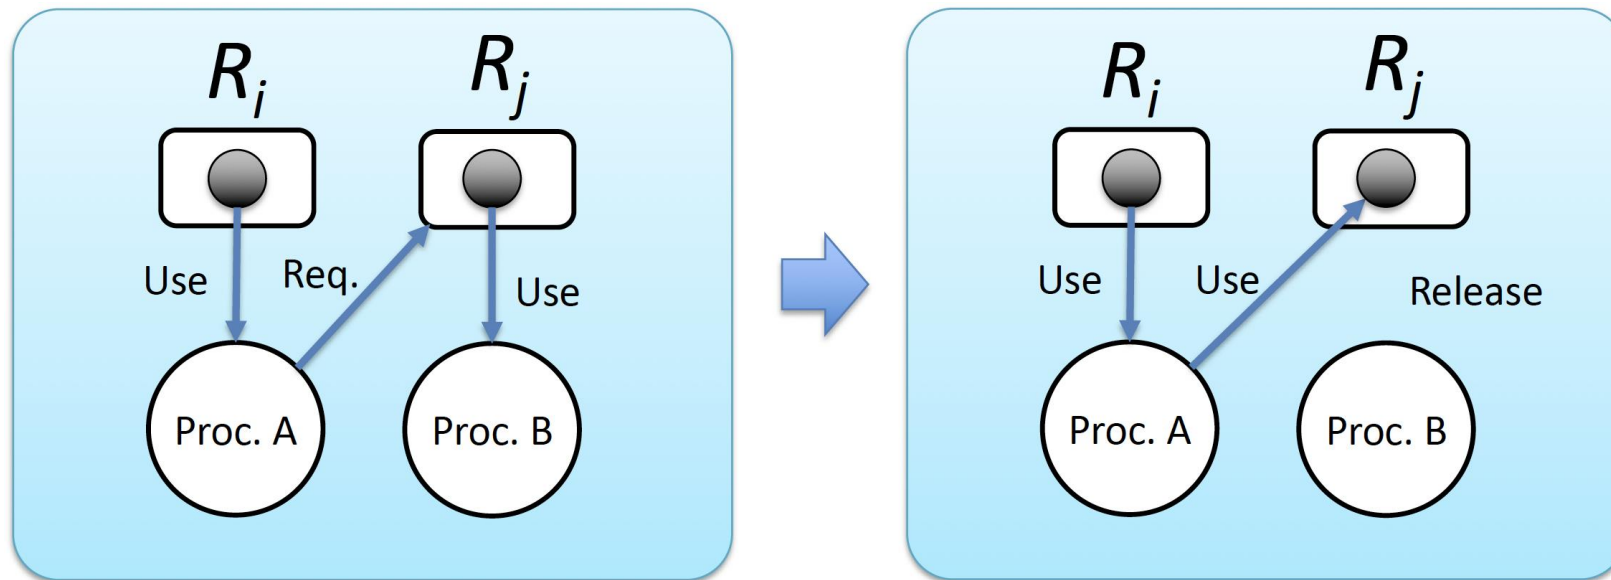 Ri
Rj
Use
Req.
Use
Proc. A
Proc. B
Ri
Rj
Use
Use
Release
Proc. A
Proc. B